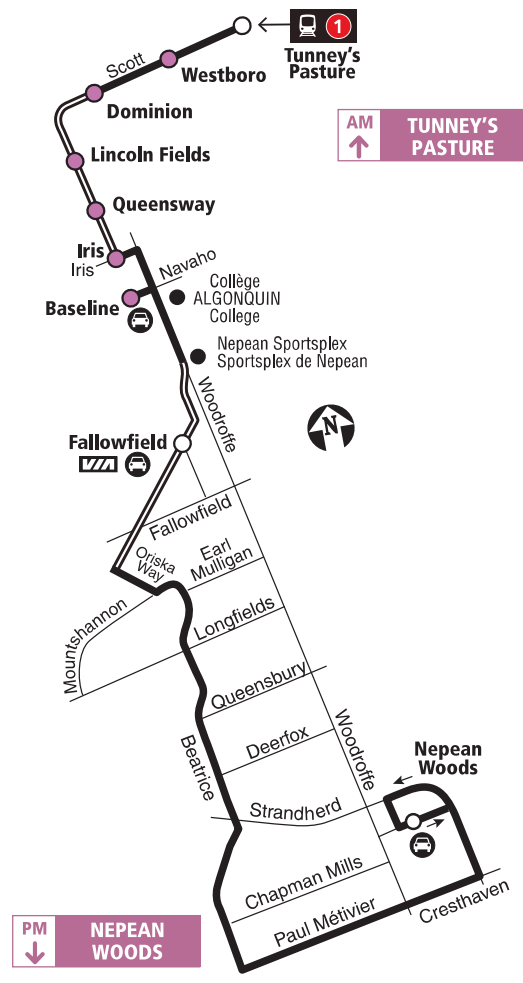 1
Tunney's
Pasture
Scott
Westboro
Dominion
AM
TUNNEY'S
PASTURE
Lincoln Fields
Queensway
Iris
Iris
Navaho
Baseline
Collège
ALGONQUIN
College
Nepean Sportsplex
Sportsplex de Nepean
Woodroffe
N
Fallowfield
VIA
Fallowfield
Oriska
Way
Earl
Mulligan
Mountshannon
Longfields
Queensbury
Beatrice
Deerfox
Woodroffe
Nepean
Woods
Strandherd
Chapman Mills
Paul Métivier
Cresthaven
PM
NEPEAN
WOODS